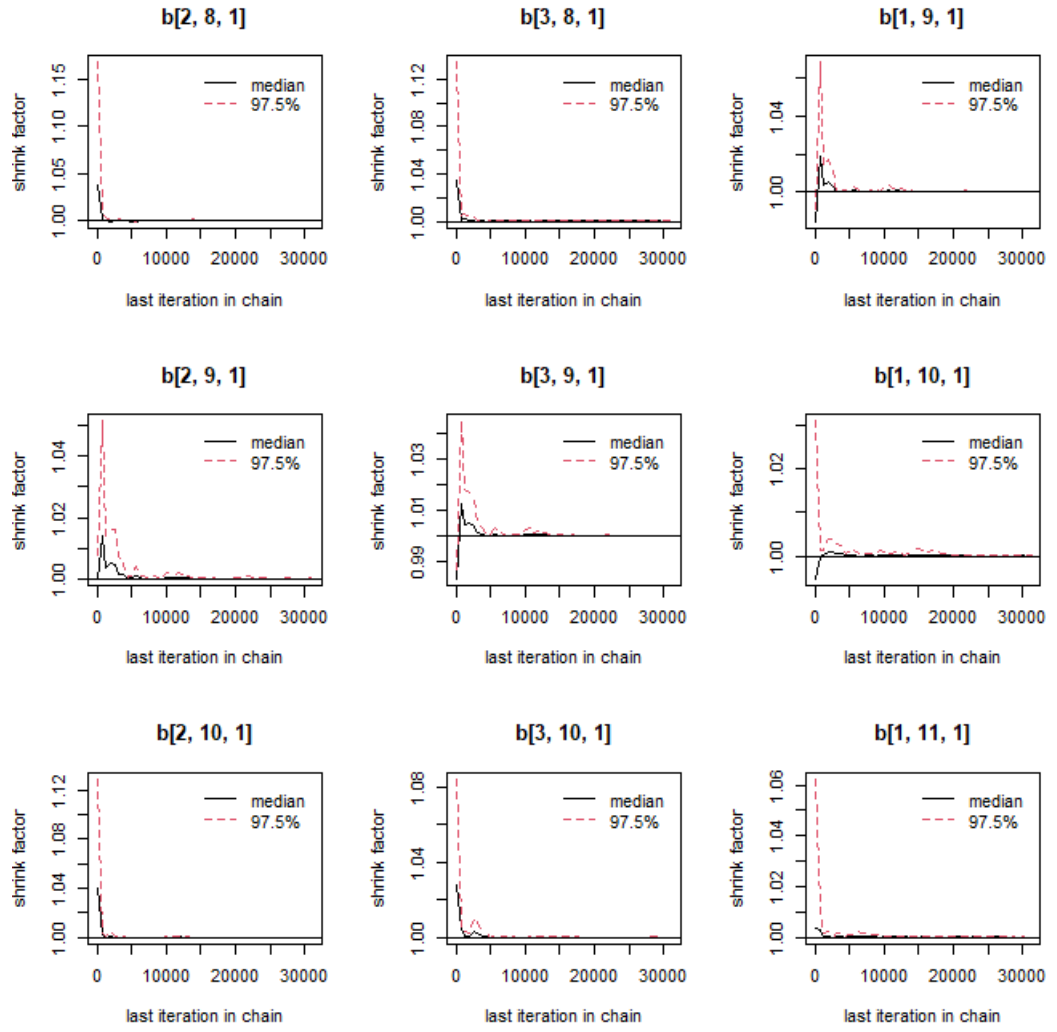 b[2, 8, 1]
shrink factor
1.00 1.05 1.10 1.15
median
97.5%
0 10000 20000 30000
last iteration in chain
b[3, 8, 1]
shrink factor
1.00 1.04 1.08 1.12
median
97.5%
0 10000 20000 30000
last iteration in chain
b[1, 9, 1]
shrink factor
1.00 1.04
median
97.5%
0 10000 20000 30000
last iteration in chain
b[2, 9, 1]
shrink factor
1.00 1.02 1.04
median
97.5%
0 10000 20000 30000
last iteration in chain
b[3, 9, 1]
shrink factor
0.99 1.01 1.03
median
97.5%
0 10000 20000 30000
last iteration in chain
b[1, 10, 1]
shrink factor
1.00 1.02
median
97.5%
0 10000 20000 30000
last iteration in chain
b[2, 10, 1]
shrink factor
1.00 1.04 1.08 1.12
median
97.5%
0 10000 20000 30000
last iteration in chain
b[3, 10, 1]
shrink factor
1.00 1.04 1.08
median
97.5%
0 10000 20000 30000
last iteration in chain
b[1, 11, 1]
shrink factor
1.00 1.02 1.04 1.06
median
97.5%
0 10000 20000 30000
last iteration in chain